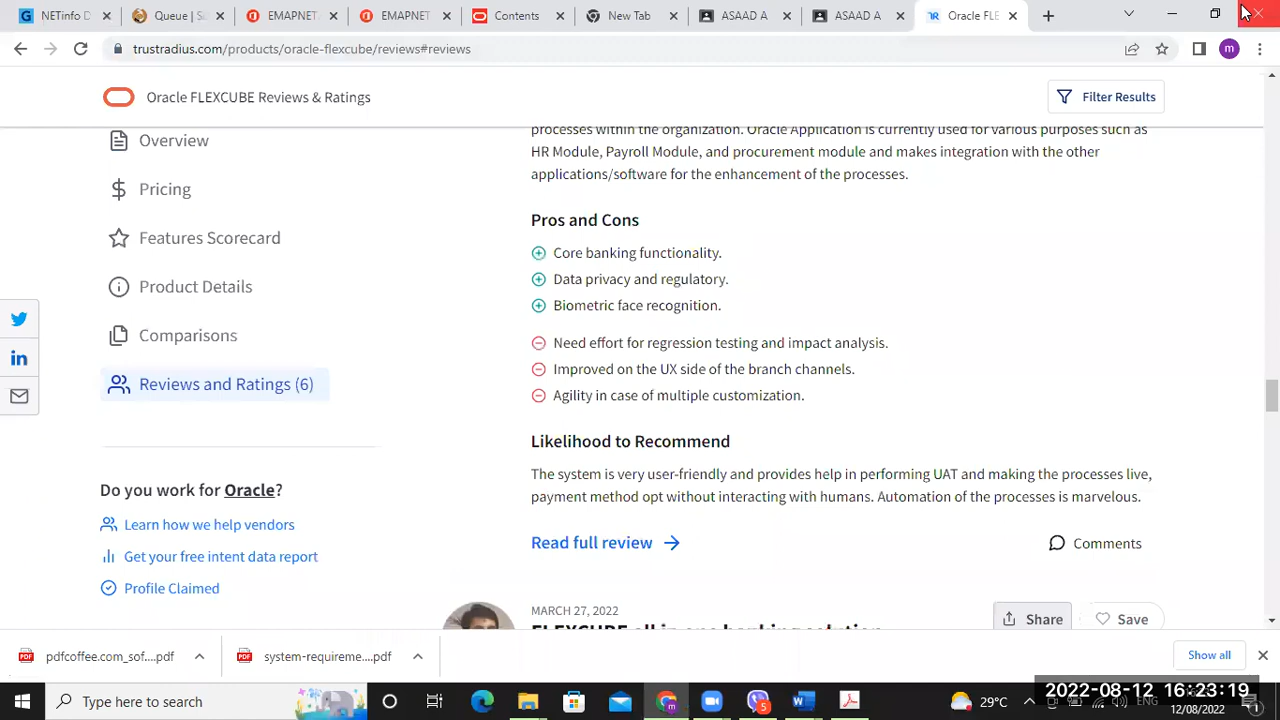 NETinfo D
Queue | S
EMAPNET
EMAPNET
Contents
New Tab
ASAAD A
ASAAD A
Oracle FLE
trustradius.com/products/oracle-flexcube/reviews#reviews
m
Oracle FLEXCUBE Reviews & Ratings
Filter Results
Overview
Pricing
Features Scorecard
Product Details
Comparisons
Reviews and Ratings (6)
Do you work for Oracle?
Learn how we help vendors
Get your free intent data report
Profile Claimed
processes within the organization. Oracle Application is currently used for various purposes such as
HR Module, Payroll Module, and procurement module and makes integration with the other
applications/software for the enhancement of the processes.
Pros and Cons
Core banking functionality.
Data privacy and regulatory.
Biometric face recognition.
Need effort for regression testing and impact analysis.
Improved on the UX side of the branch channels.
Agility in case of multiple customization.
Likelihood to Recommend
The system is very user-friendly and provides help in performing UAT and making the processes live,
payment method opt without interacting with humans. Automation of the processes is marvelous.
Read full review
Comments
MARCH 27, 2022
FLEXCUBE all in one banking solution
Share
Save
pdfcoffee.com_sof....pdf
system-requireme....pdf
Show all
Type here to search
29°C
ENG
2022-08-12 16:23:19
12/08/2022